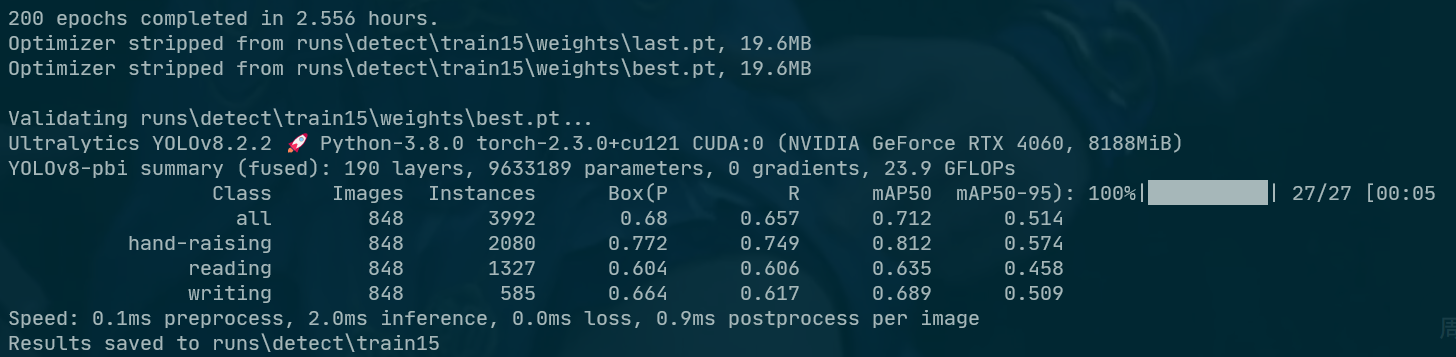 200 epochs completed in 2.556 hours.
Optimizer stripped from runs\detect\train15\weights\last.pt, 19.6MB
Optimizer stripped from runs\detect\train15\weights\best.pt, 19.6MB
Validating runs\detect\train15\weights\best.pt...
Ultralytics YOLOv8.2.2 🚀 Python-3.8.0 torch-2.3.0+cu121 CUDA:0 (NVIDIA GeForce RTX 4060, 8188MiB)
YOLOv8-pbi summary (fused): 190 layers, 9633189 parameters, 0 gradients, 23.9 GFLOPs
Class Images Instances Box(P R mAP50 mAP50-95): 100%|██████████| 27/27 [00:05
all 848 3992 0.68 0.657 0.712 0.514
hand-raising 848 2080 0.772 0.749 0.812 0.574
reading 848 1327 0.604 0.606 0.635 0.458
writing 848 585 0.664 0.617 0.689 0.509
Speed: 0.1ms preprocess, 2.0ms inference, 0.0ms loss, 0.9ms postprocess per image
Results saved to runs\detect\train15